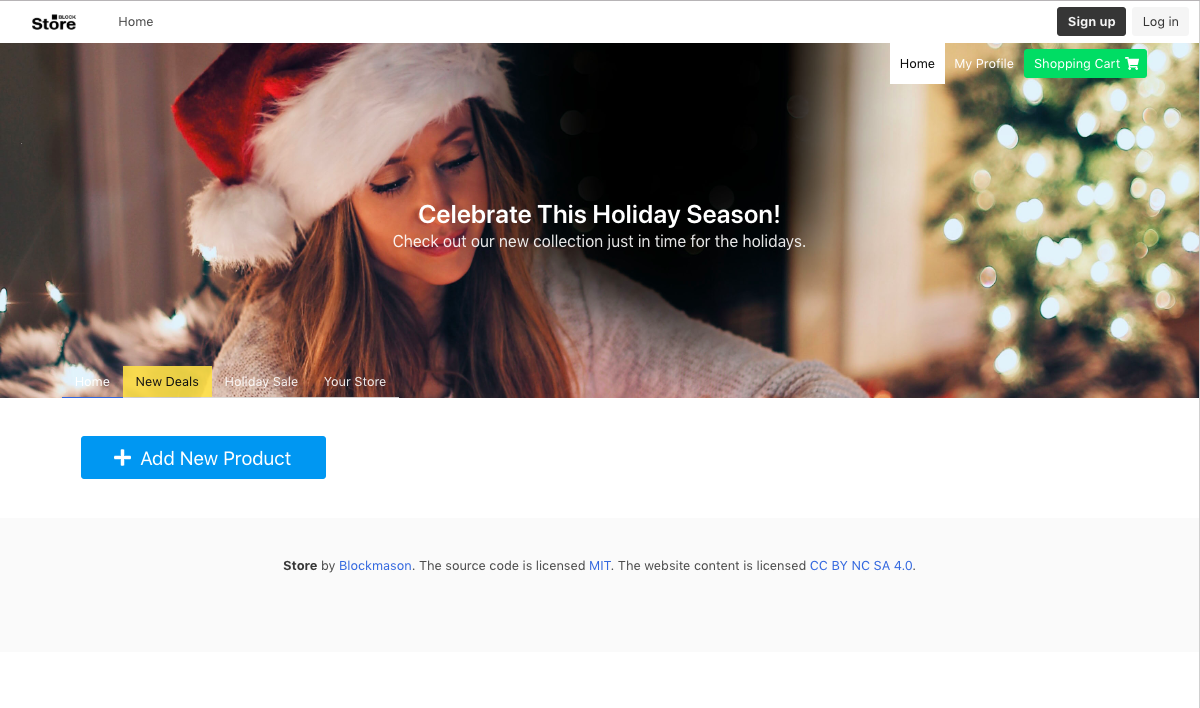 BLOCK
Store
Home
Sign up
Log in
Home
My Profile
Shopping Cart
Celebrate This Holiday Season!
Check out our new collection just in time for the holidays.
Home
New Deals
Holiday Sale
Your Store
Add New Product
Store by Blockmason. The source code is licensed MIT. The website content is licensed CC BY NC SA 4.0.